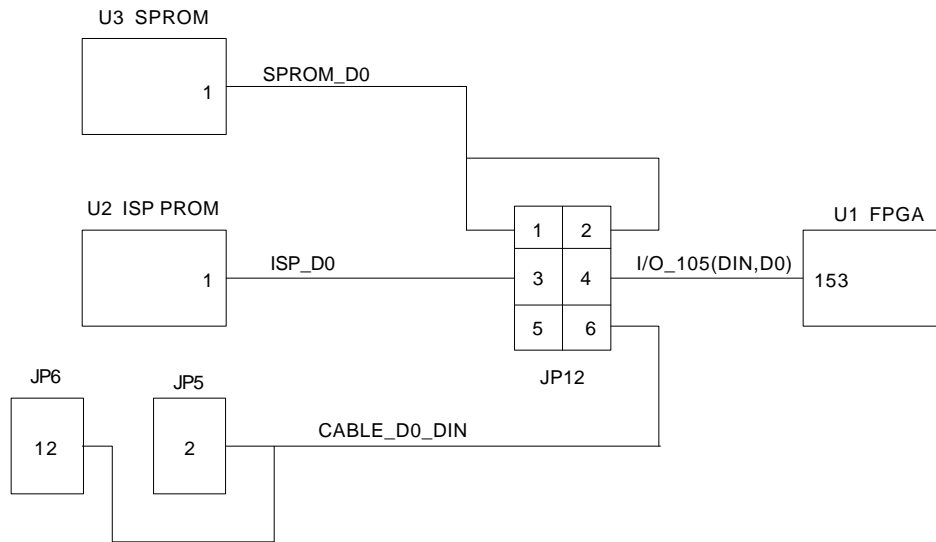 U3 SPROM
1
SPROM_D0
U2 ISP PROM
1
ISP_D0
1 2
3 4
5 6
JP12
I/O_105(DIN,D0)
U1 FPGA
153
JP6
12
JP5
2
CABLE_D0_DIN